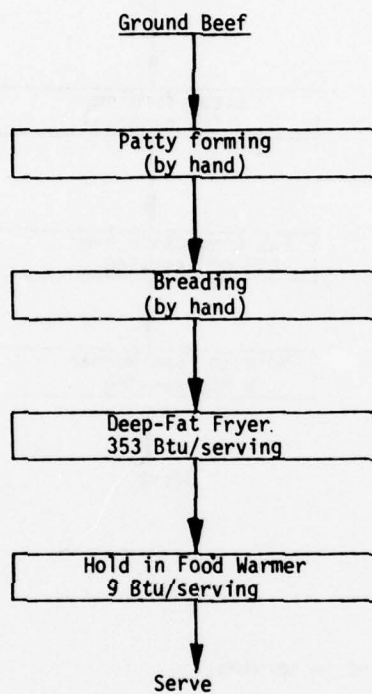 Ground Beef
Patty forming
(by hand)
Breading
(by hand)
Deep-Fat Fryer.
353 Btu/serving
Hold in Food Warmer
9 Btu/serving
Serve